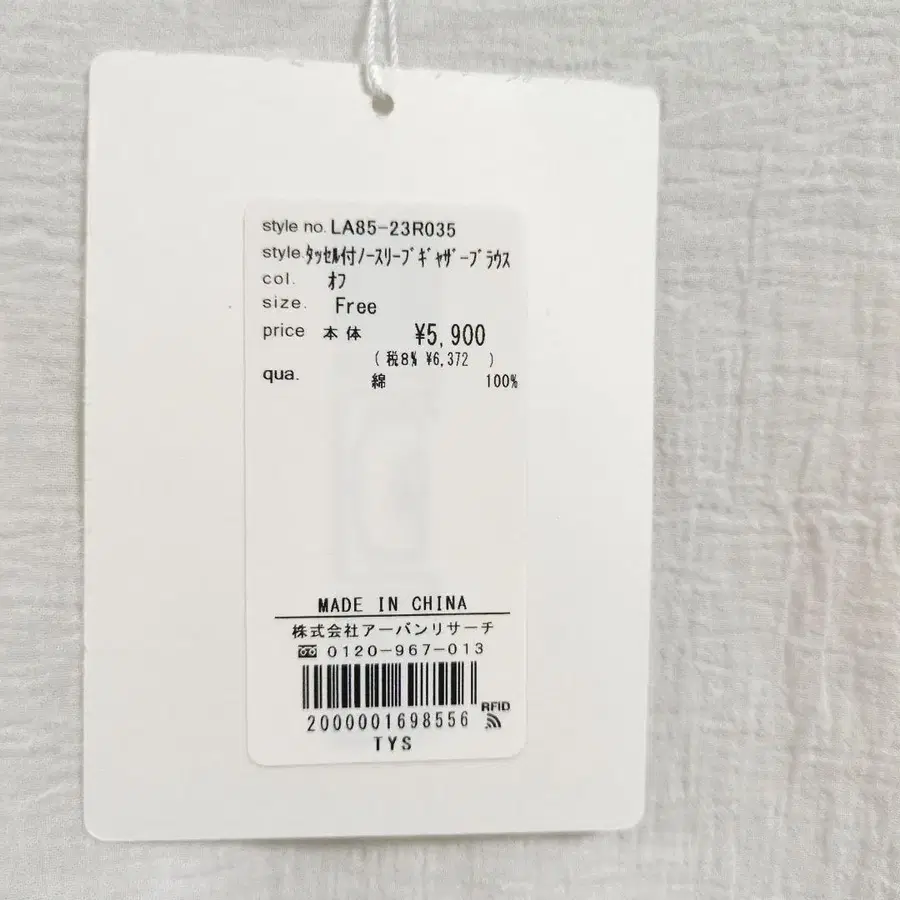 style no. LA85-23R035
style. ﾀｯｾﾙ付ﾉｰｽﾘｰﾌﾞｷﾞｬｻﾞｰﾌﾞﾗｳｽ
col. ｵﾌ
size. Free
price 本体 ¥5,900
(税8% ¥6,372 )
qua. 綿 100%
MADE IN CHINA
株式会社アーバンリサーチ
0120-967-013
RFID
2000001698556
TYS